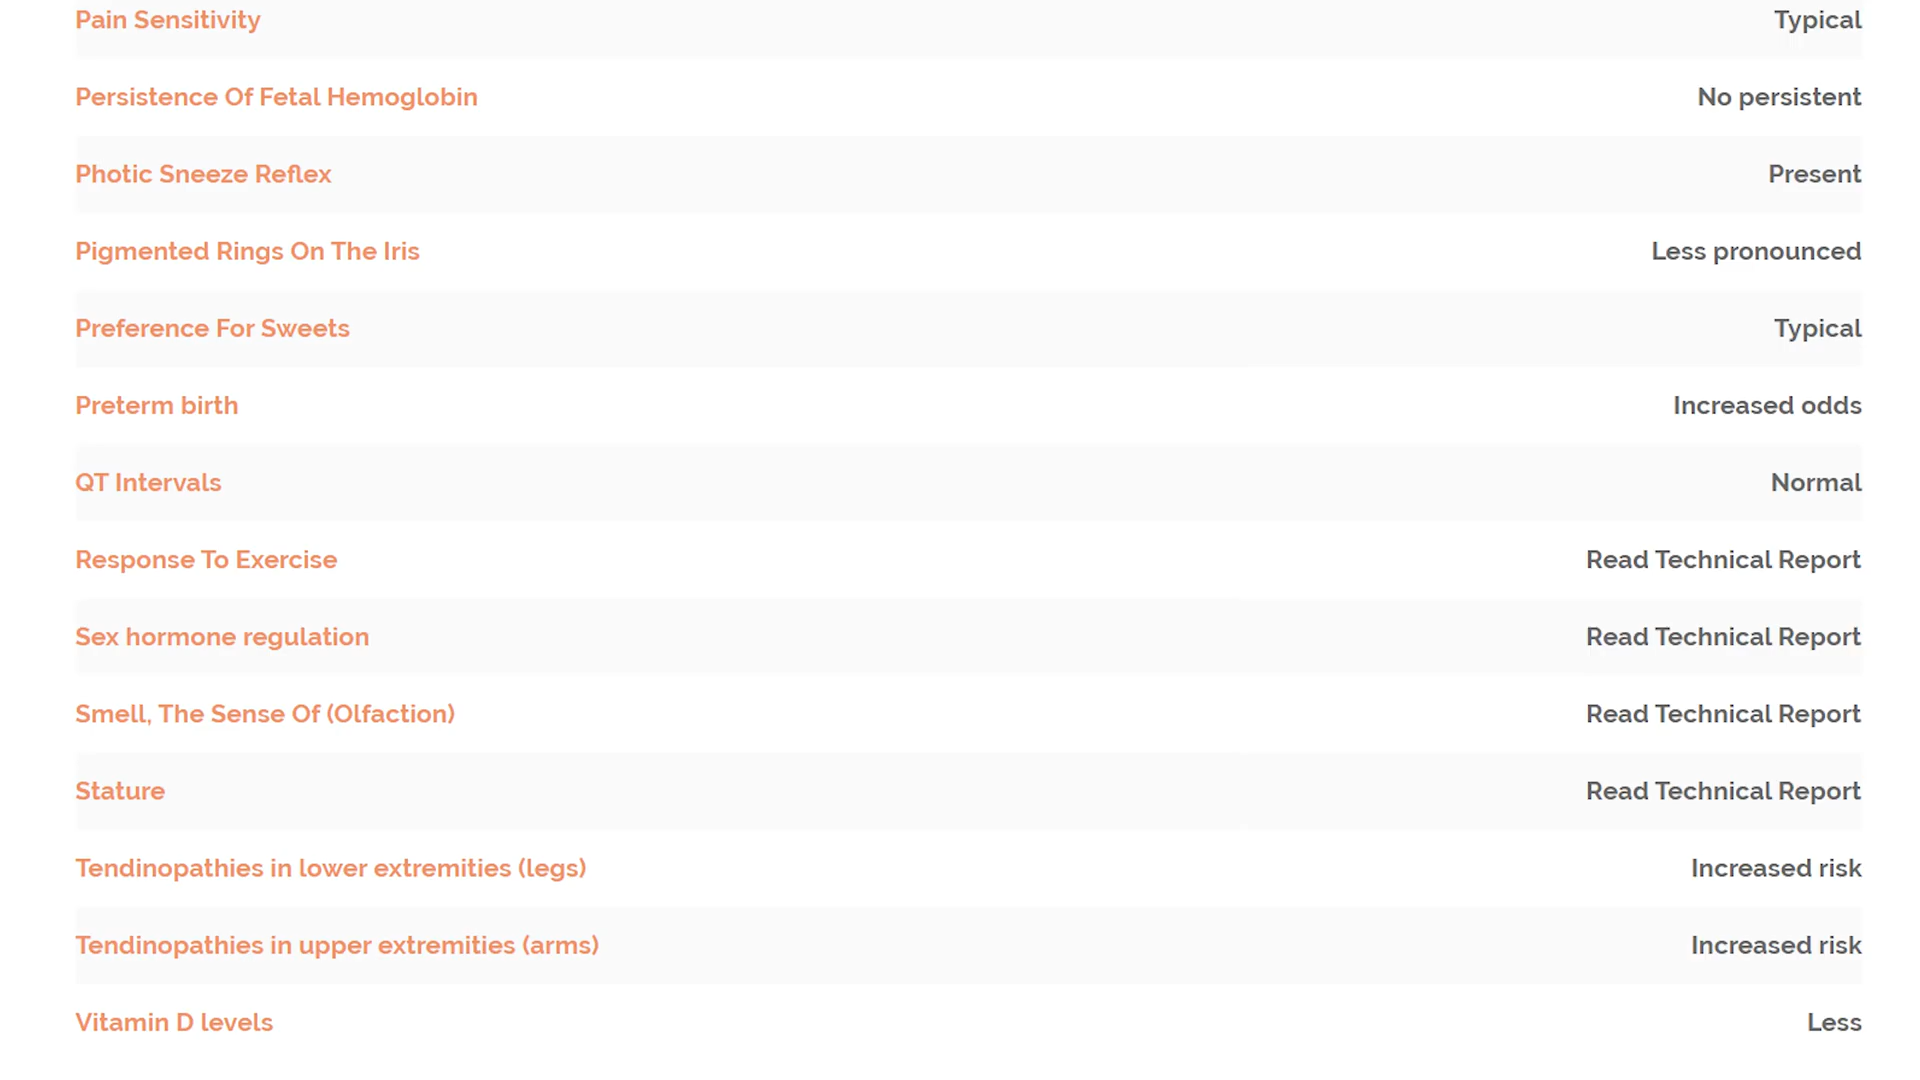 Pain Sensitivity Typical
Persistence Of Fetal Hemoglobin No persistent
Photic Sneeze Reflex Present
Pigmented Rings On The Iris Less pronounced
Preference For Sweets Typical
Preterm birth Increased odds
QT Intervals Normal
Response To Exercise Read Technical Report
Sex hormone regulation Read Technical Report
Smell, The Sense Of (Olfaction) Read Technical Report
Stature Read Technical Report
Tendinopathies in lower extremities (legs) Increased risk
Tendinopathies in upper extremities (arms) Increased risk
Vitamin D levels Less